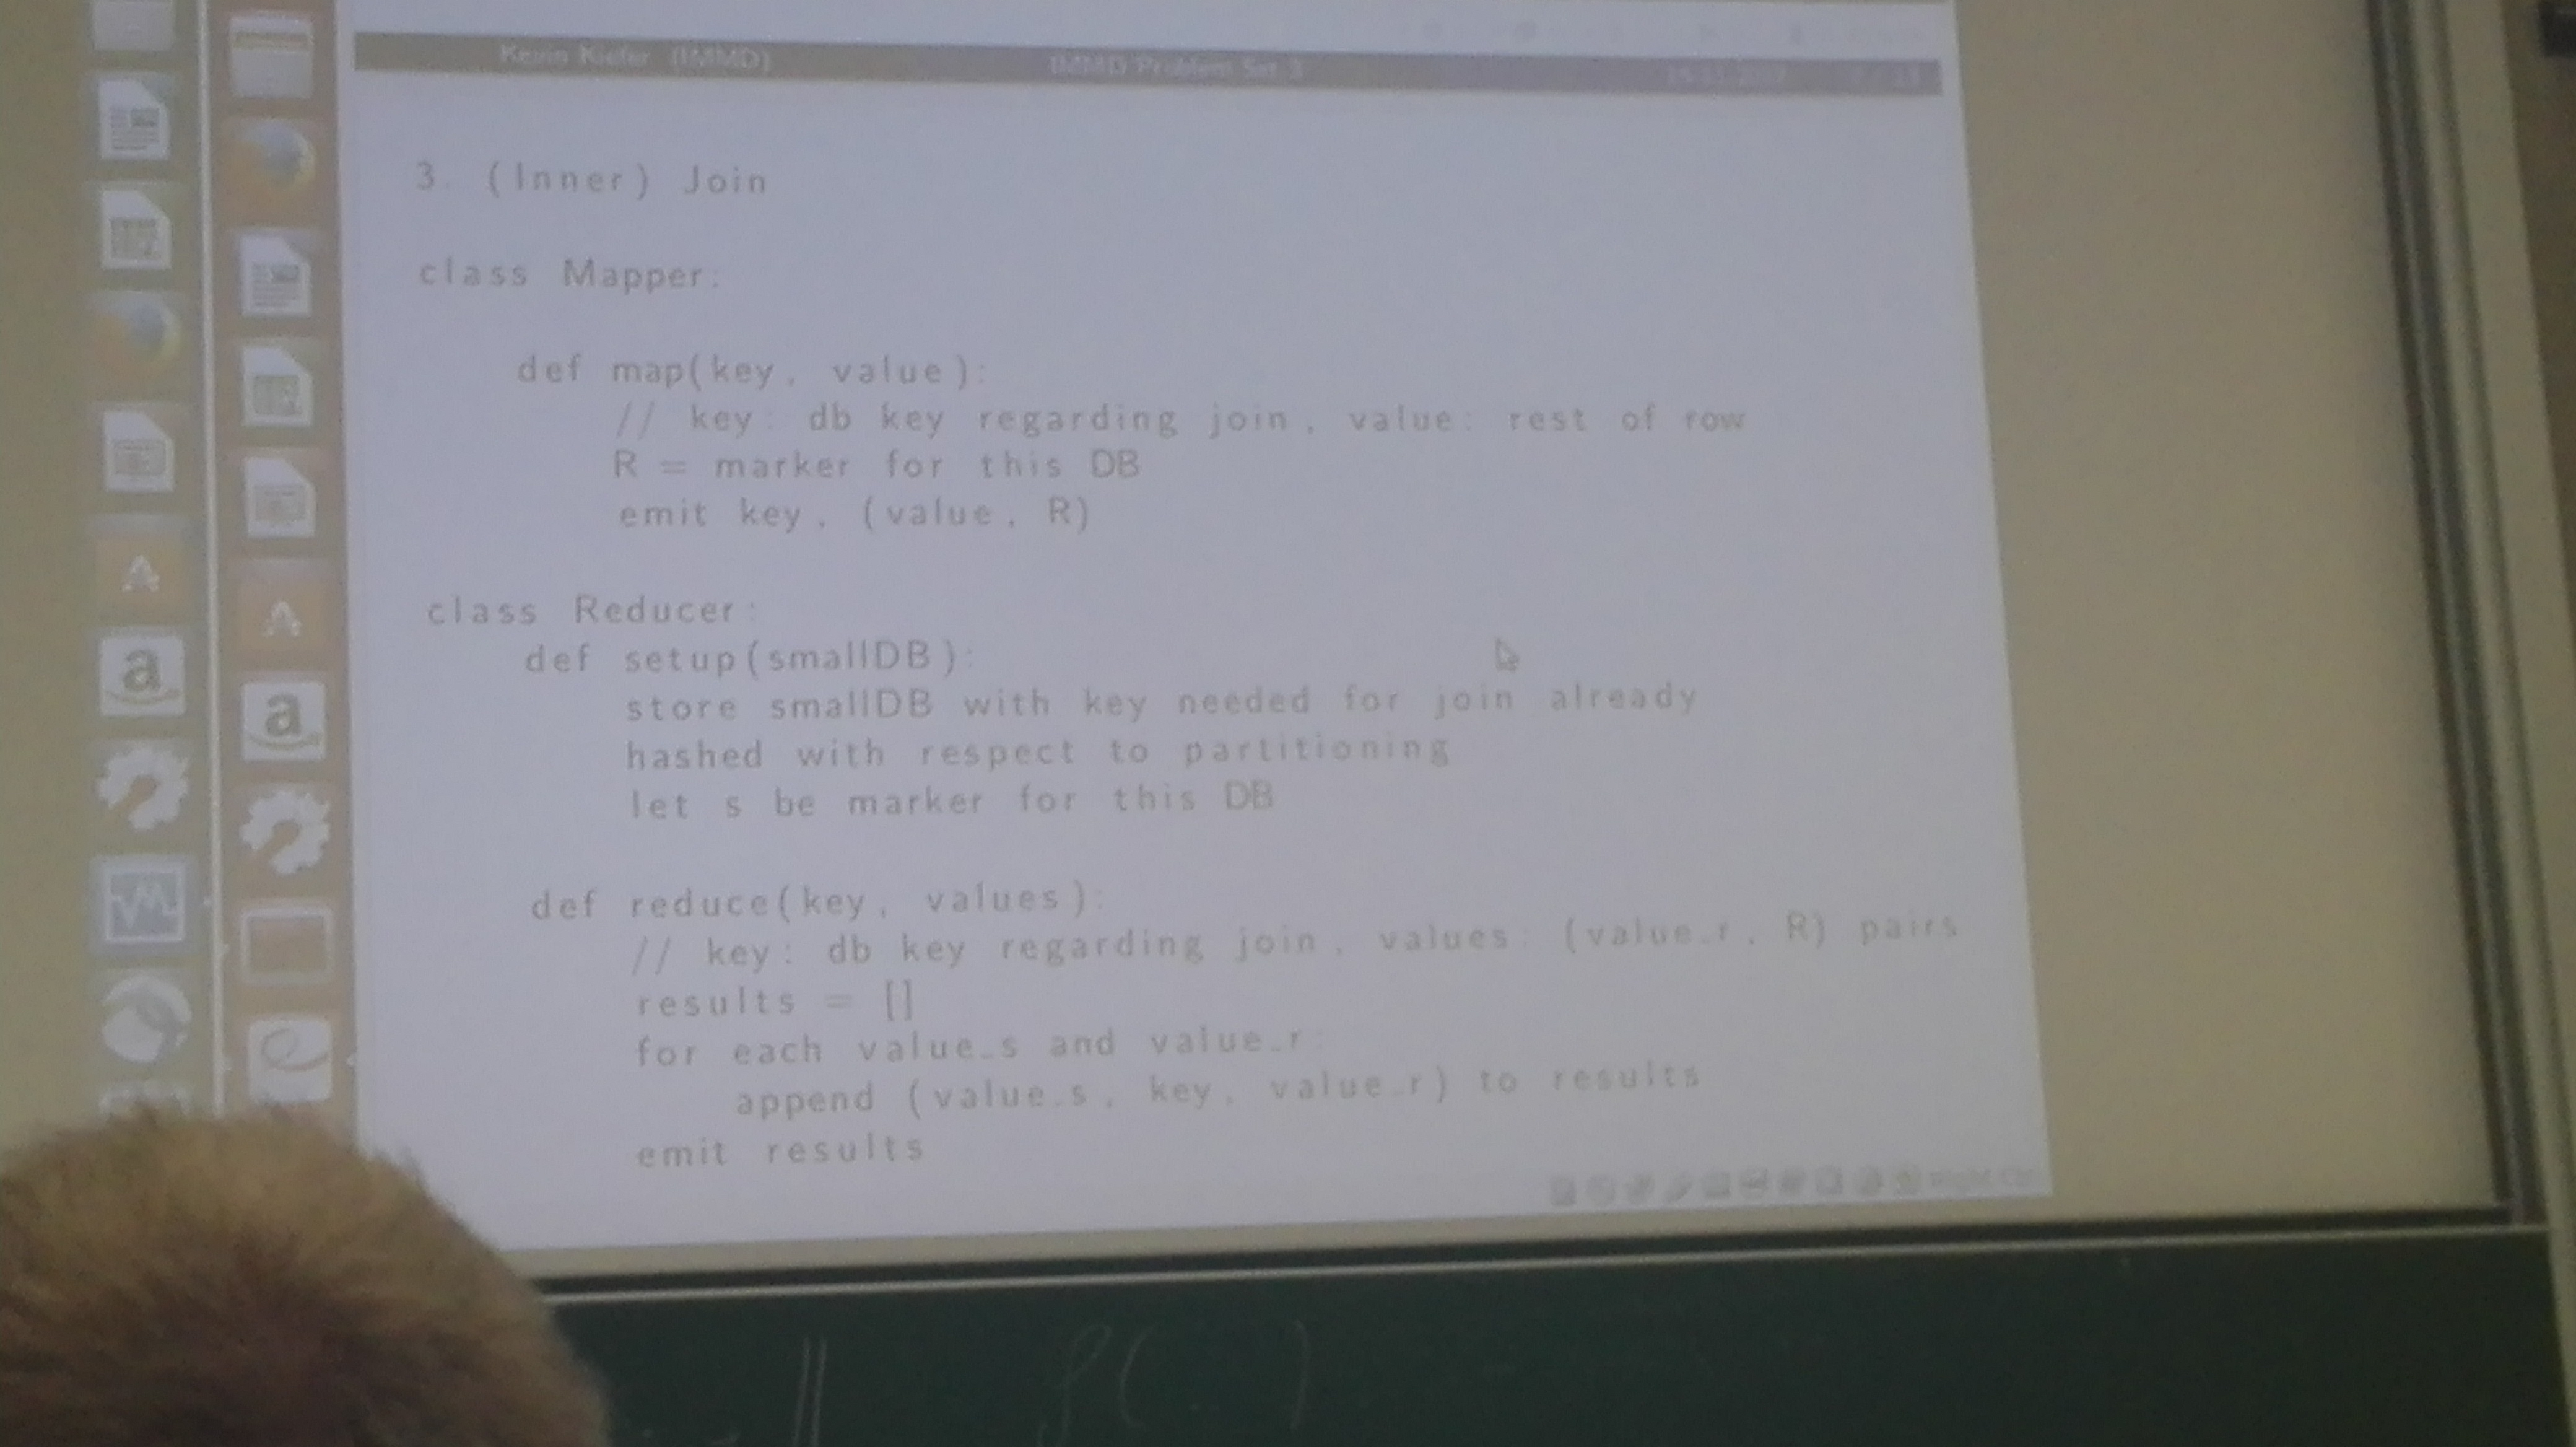 Kevin Kiefer (IMMD) IMMD Problem Set 3
3. (Inner) Join
class Mapper:
def map(key, value):
// key: db key regarding join, value: rest of row
R = marker for this DB
emit key, (value, R)
class Reducer:
def setup(smallDB):
store smallDB with key needed for join already
hashed with respect to partitioning
let s be marker for this DB
def reduce(key, values):
// key: db key regarding join, values: (value_r, R) pairs
results = []
for each value_s and value_r:
append (value_s, key, value_r) to results
emit results